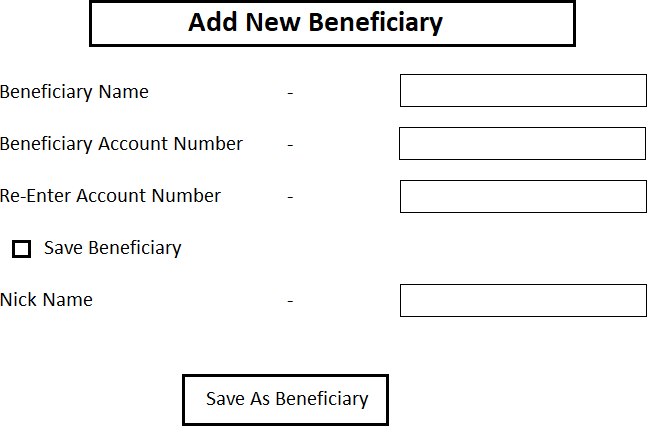 Add New Beneficiary
Beneficiary Name -
Beneficiary Account Number -
Re-Enter Account Number -
Save Beneficiary
Nick Name -
Save As Beneficiary